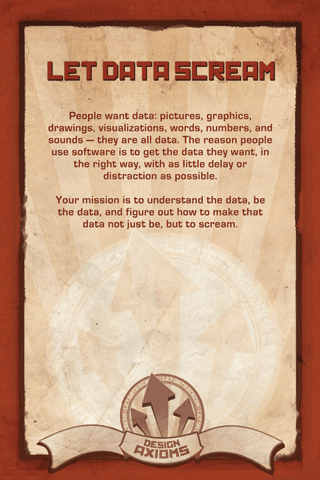 LET DATA SCREAM
People want data: pictures, graphics,
drawings, visualizations, words, numbers, and
sounds — they are all data. The reason people
use software is to get the data they want, in
the right way, with as little delay or
distraction as possible.
Your mission is to understand the data, be
the data, and figure out how to make that
data not just be, but to scream.
DESIGN
AXIOMS